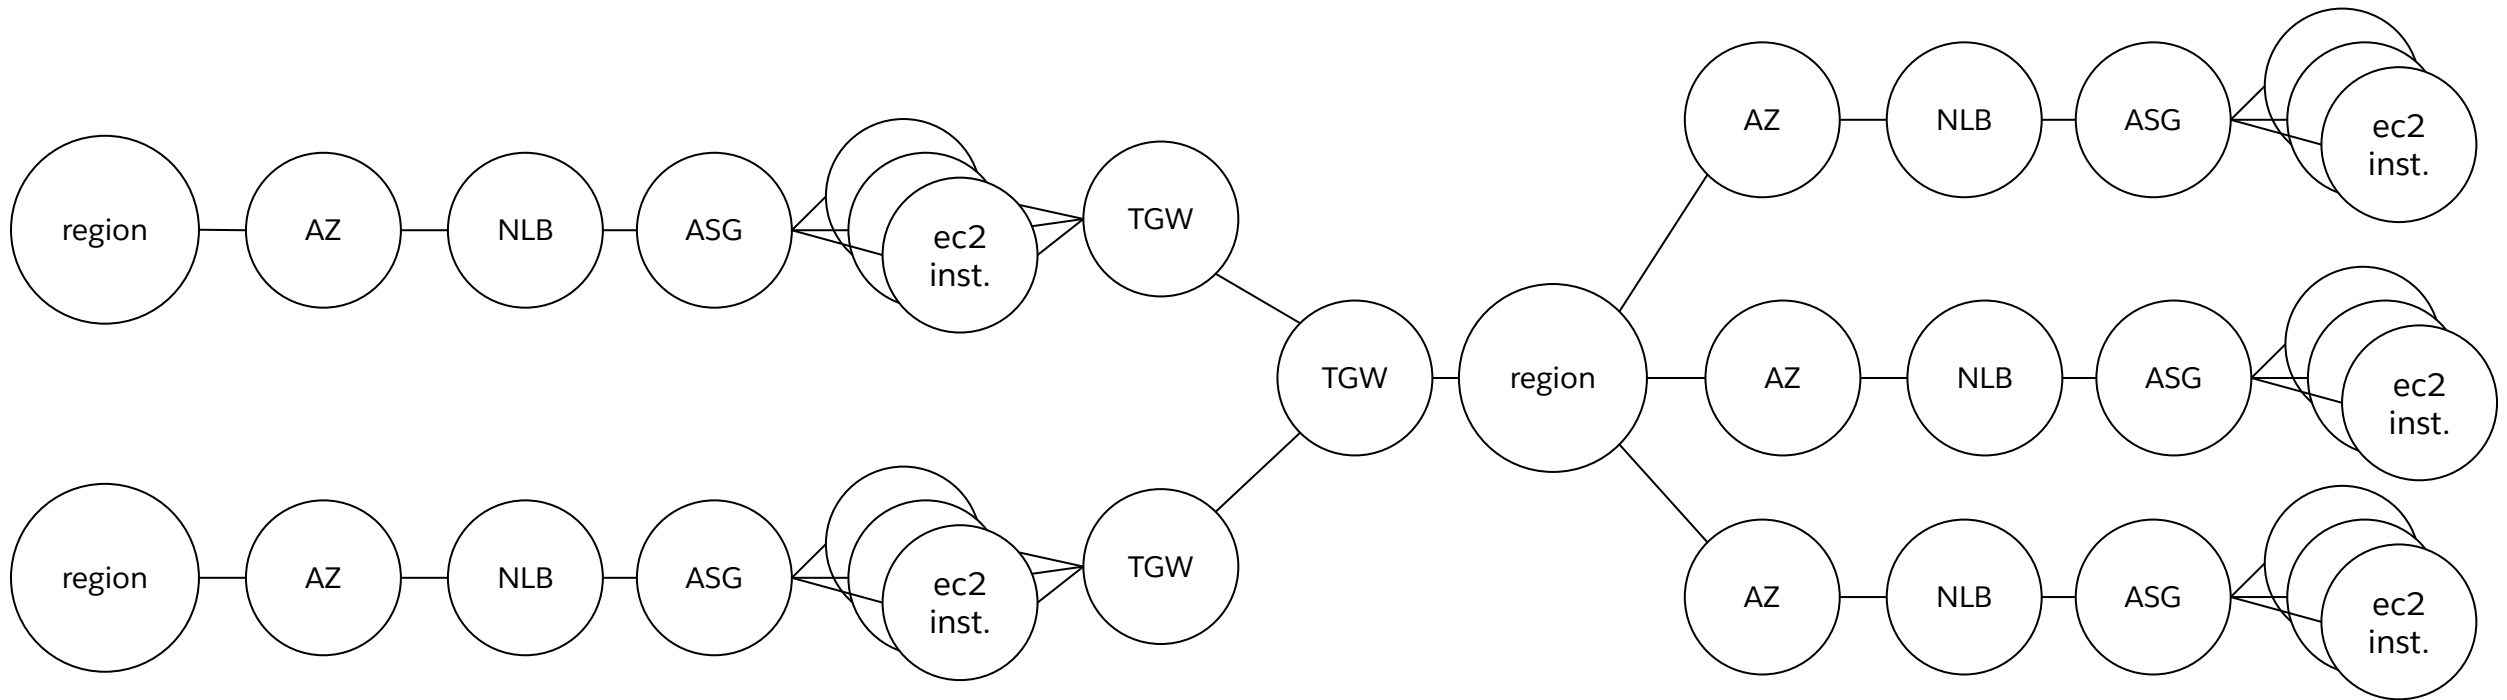 region
AZ
NLB
ASG
ec2
inst.
TGW
region
AZ
NLB
ASG
ec2
inst.
TGW
TGW
region
AZ
NLB
ASG
ec2
inst.
AZ
NLB
ASG
ec2
inst.
AZ
NLB
ASG
ec2
inst.